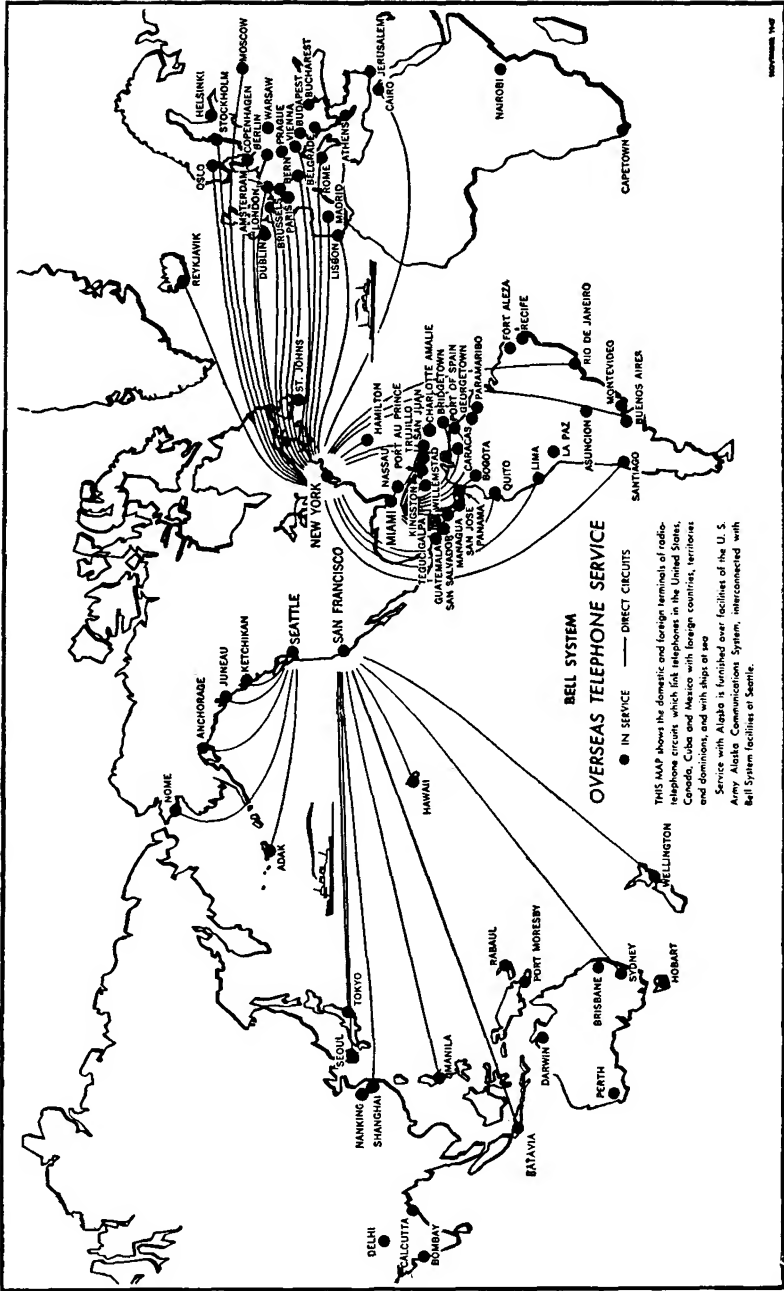 BELL SYSTEM
OVERSEAS TELEPHONE SERVICE
● IN SERVICE —— DIRECT CIRCUITS
THIS MAP shows the domestic and foreign terminals of radio-
telephone circuits which link telephones in the United States,
Canada, Cuba and Mexico with foreign countries, territories
and dominions, and with ships at sea
Service with Alaska is furnished over facilities of the U. S.
Army Alaska Communications System, interconnected with
Bell System facilities at Seattle.
NOME
ANCHORAGE
JUNEAU
KETCHIKAN
SEATTLE
ADAK
SAN FRANCISCO
HAWAII
TOKYO
SEOUL
NANKING
SHANGHAI
MANILA
DELHI
CALCUTTA
BOMBAY
BATAVIA
RABAUL
PORT MORESBY
DARWIN
PERTH
BRISBANE
SYDNEY
HOBART
WELLINGTON
NEW YORK
ST. JOHNS
HAMILTON
MIAMI
NASSAU
PORT AU PRINCE
TRUJILLO
SAN JUAN
CHARLOTTE AMALIE
BRIDGETOWN
PORT OF SPAIN
GEORGETOWN
PARAMARIBO
KINGSTON
WILLEMSTAD
CARACAS
TEGUCIGALPA
GUATEMALA
SAN SALVADOR
MANAGUA
SAN JOSE
PANAMA
BOGOTA
QUITO
LIMA
LA PAZ
ASUNCION
SANTIAGO
FORT ALEZA
RECIFE
RIO DE JANEIRO
MONTEVIDEO
BUENOS AIRER
REYKJAVIK
OSLO
HELSINKI
STOCKHOLM
MOSCOW
COPENHAGEN
BERLIN
WARSAW
AMSTERDAM
LONDON
PRAGUE
VIENNA
BUDAPEST
BUCHAREST
DUBLIN
BRUSSELS
PARIS
BERN
BELGRADE
ROME
ATHENS
MADRID
LISBON
JERUSALEM
CAIRO
NAIROBI
CAPETOWN